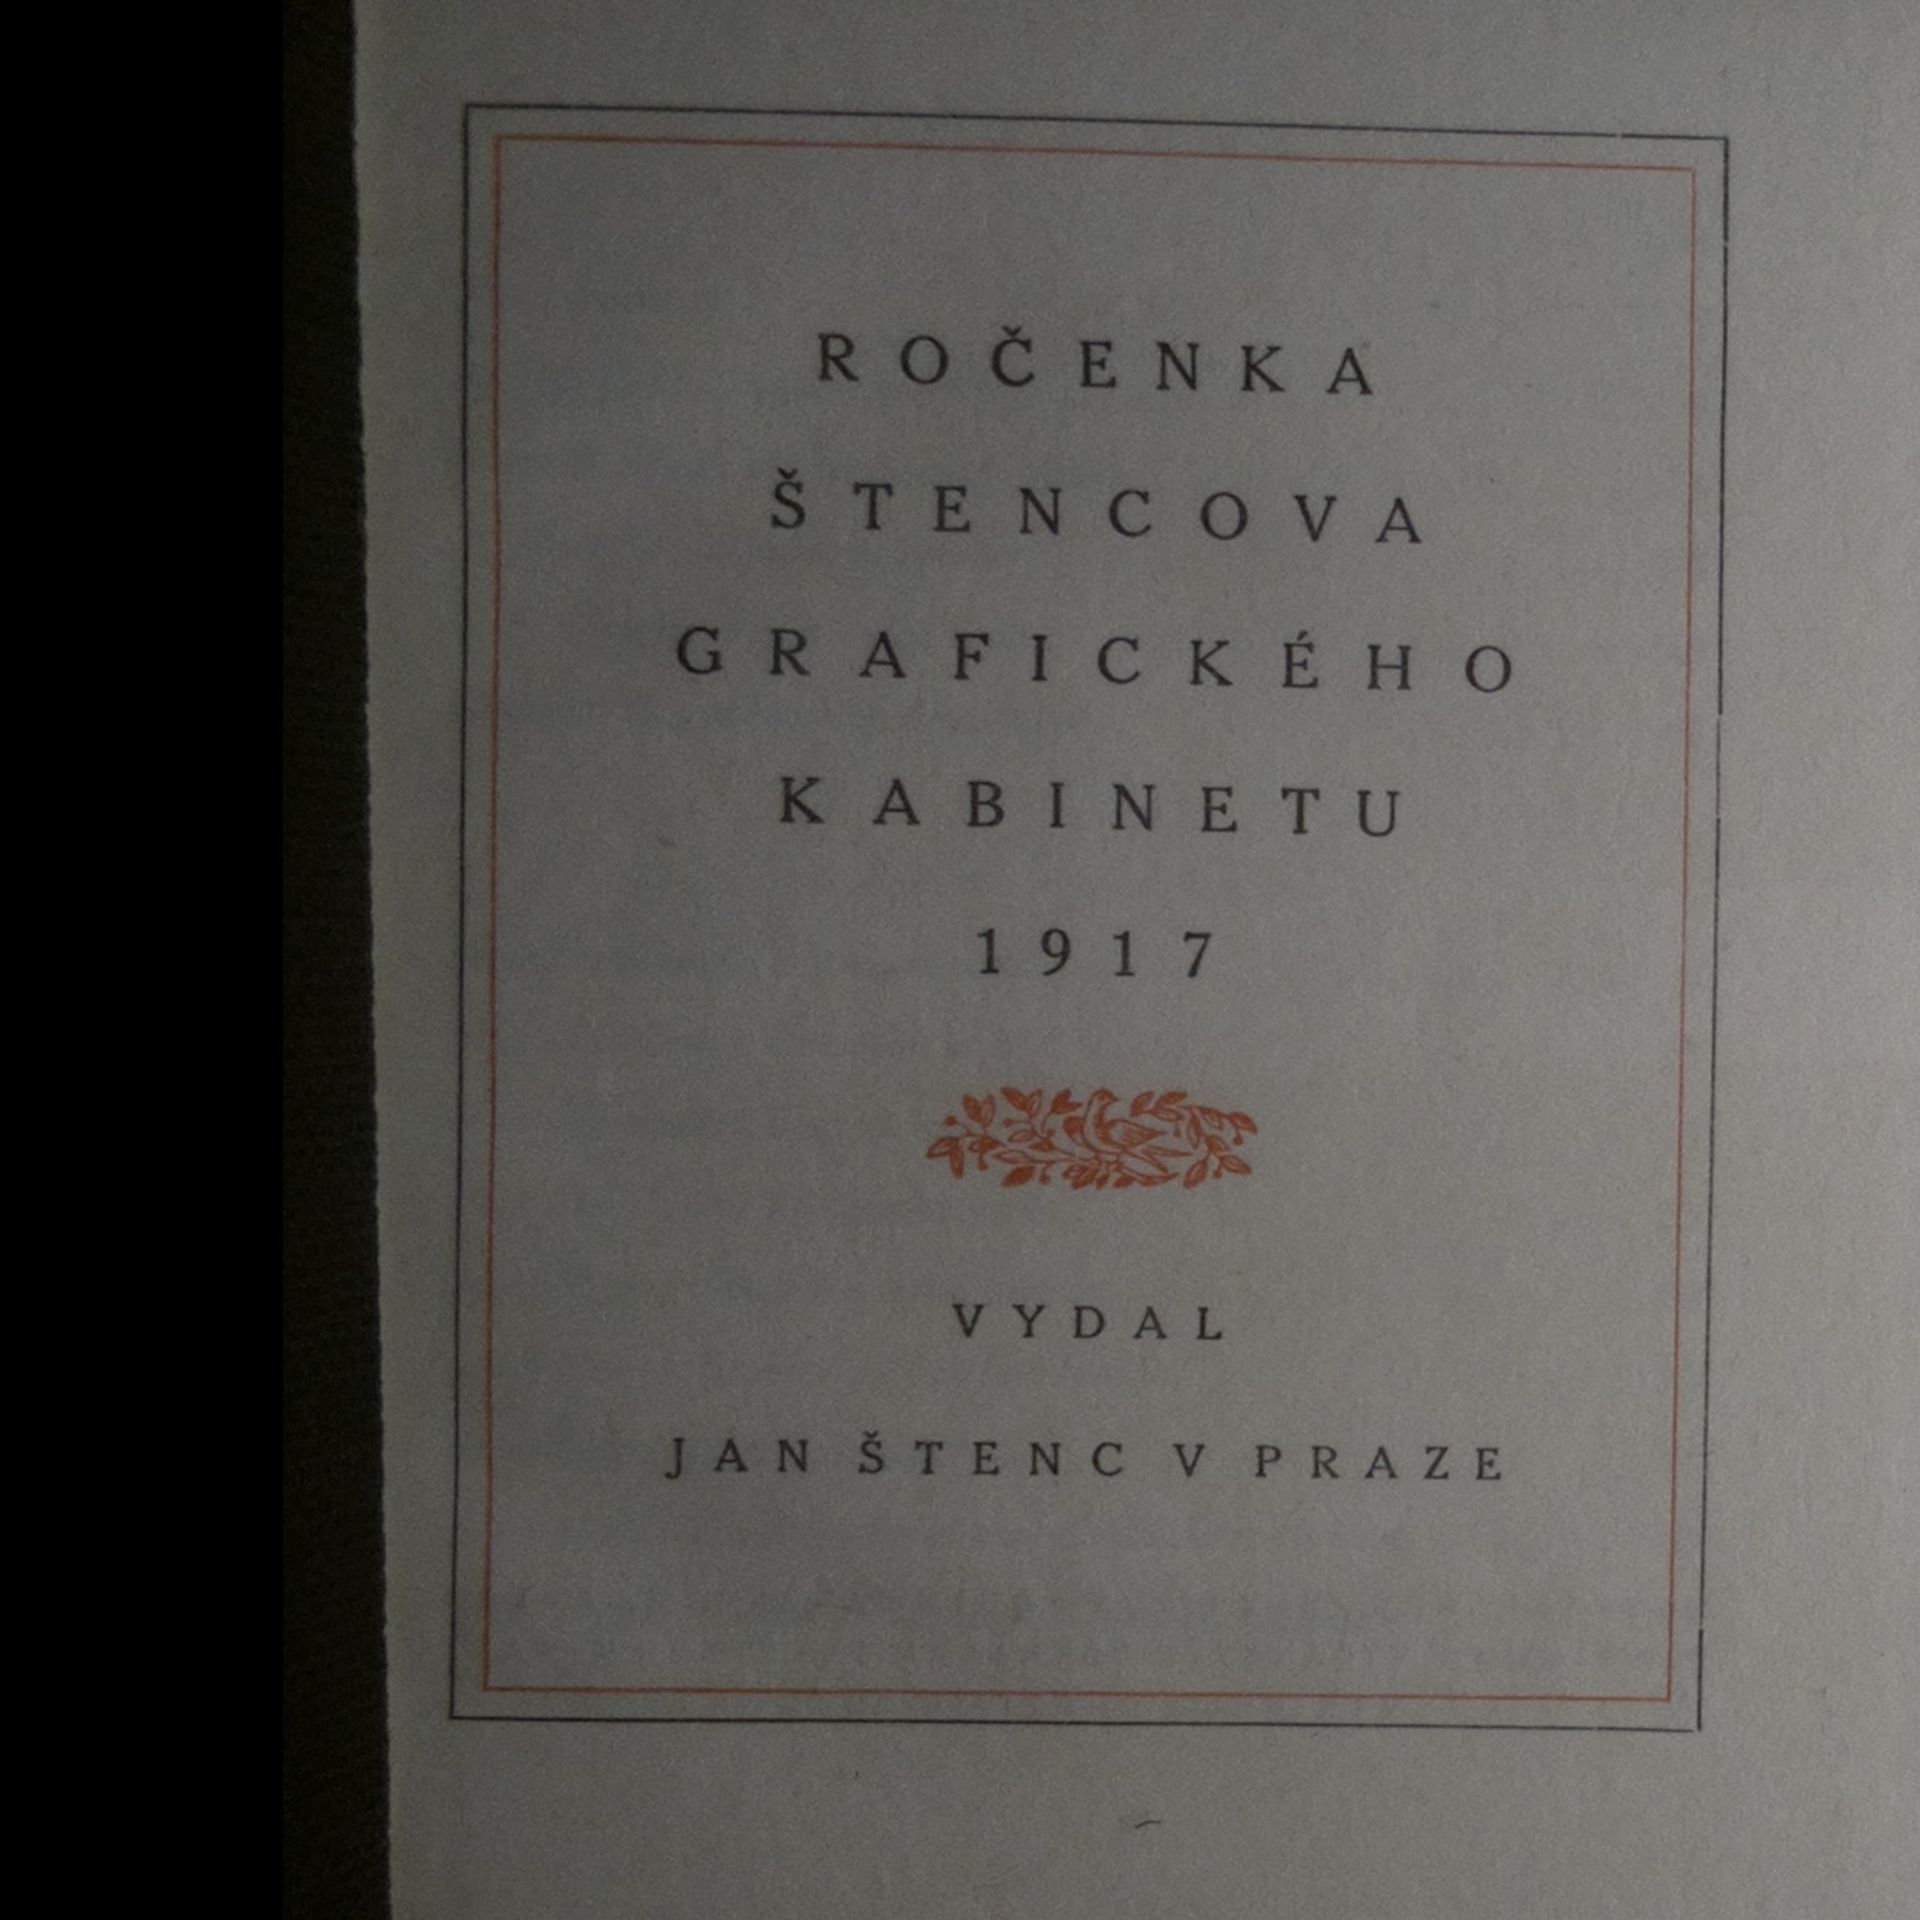 ROČENKA
ŠTENCOVA
GRAFICKÉHO
KABINETU
1917
VYDAL
JAN ŠTENC V PRAZE